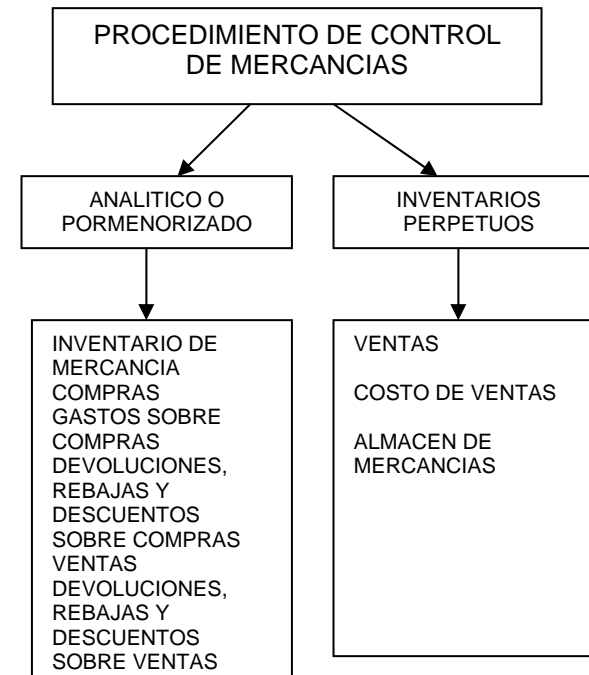 PROCEDIMIENTO DE CONTROL
DE MERCANCIAS
ANALITICO O
PORMENORIZADO
INVENTARIOS
PERPETUOS
INVENTARIO DE
MERCANCIA
COMPRAS
GASTOS SOBRE
COMPRAS
DEVOLUCIONES,
REBAJAS Y
DESCUENTOS
SOBRE COMPRAS
VENTAS
DEVOLUCIONES,
REBAJAS Y
DESCUENTOS
SOBRE VENTAS
VENTAS
COSTO DE VENTAS
ALMACEN DE
MERCANCIAS